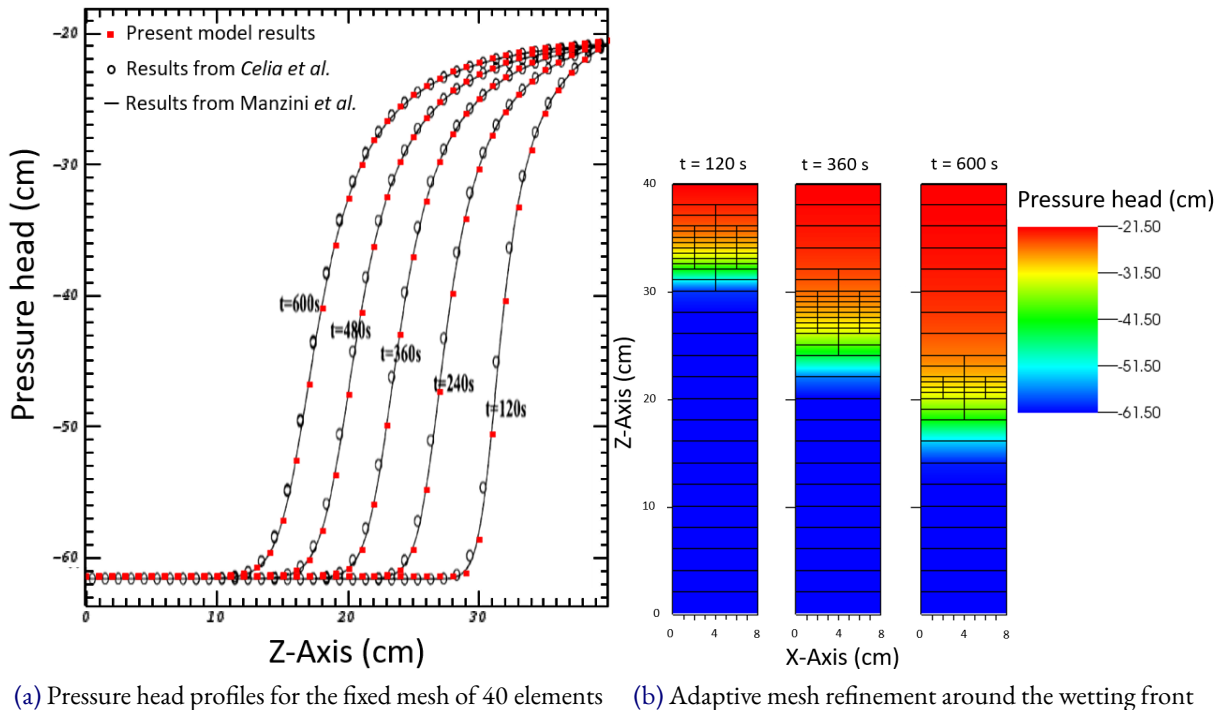 -20
-30
-40
-50
-60
Pressure head (cm)
Present model results
Results from Celia et al.
Results from Manzini et al.
t=600s
t=480s
t=360s
t=240s
t=120s
0
10
20
30
Z-Axis (cm)
(a) Pressure head profiles for the fixed mesh of 40 elements
t = 120 s
t = 360 s
t = 600 s
40
30
20
10
0
Z-Axis (cm)
0 4 8
0 4 8
0 4 8
X-Axis (cm)
Pressure head (cm)
-21.50
-31.50
-41.50
-51.50
-61.50
(b) Adaptive mesh refinement around the wetting front